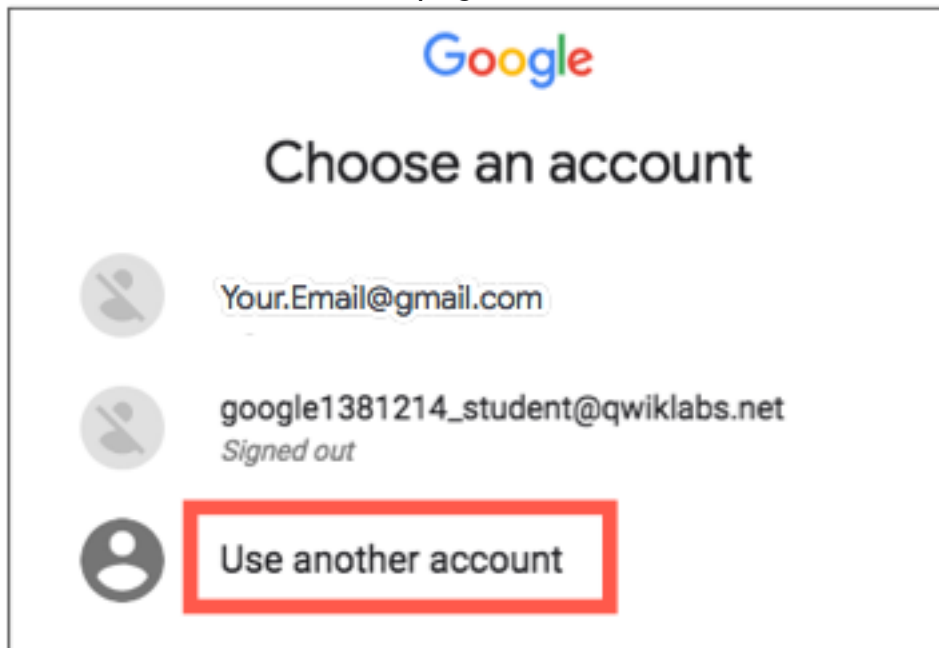 Google
Choose an account
Your.Email@gmail.com
google1381214_student@qwiklabs.net
Signed out
Use another account